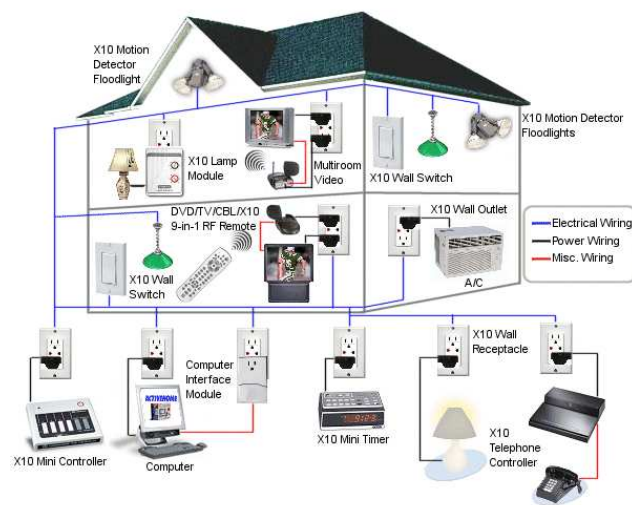 X10 Motion
Detector
Floodlight
X10 Motion Detector
Floodlights
X10 Lamp
Module
Multiroom
Video
X10 Wall Switch
DVD/TV/CBL/X10
9-in-1 RF Remote
X10 Wall Outlet
Electrical Wiring
Power Wiring
Misc. Wiring
X10 Wall
Switch
A/C
X10 Wall
Receptacle
Computer
Interface
Module
ACTIVEHOME
X10 Mini Timer
X10
Telephone
Controller
X10 Mini Controller
Computer